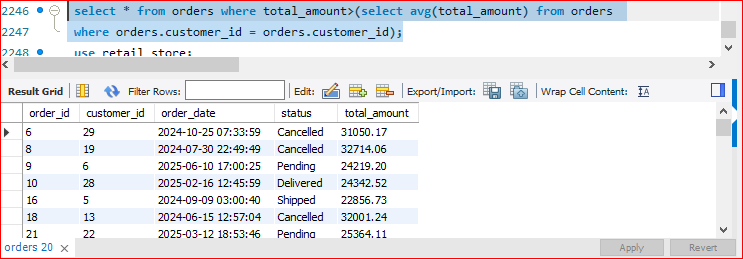 2246 select * from orders where total_amount>(select avg(total_amount) from orders
2247 where orders.customer_id = orders.customer_id);
2248 use retail_store;
Result Grid Filter Rows: Edit: Export/Import: Wrap Cell Content: IA
order_id customer_id order_date status total_amount
6 29 2024-10-25 07:33:59 Cancelled 31050.17
8 19 2024-07-30 22:49:49 Cancelled 32714.06
9 6 2025-06-10 17:00:25 Pending 24219.20
10 28 2025-02-16 12:45:59 Delivered 24342.52
16 5 2024-09-09 03:00:40 Shipped 22856.73
18 13 2024-06-15 12:57:04 Cancelled 32001.24
21 22 2025-03-12 18:53:46 Pending 25364.11
orders 20 Apply Revert